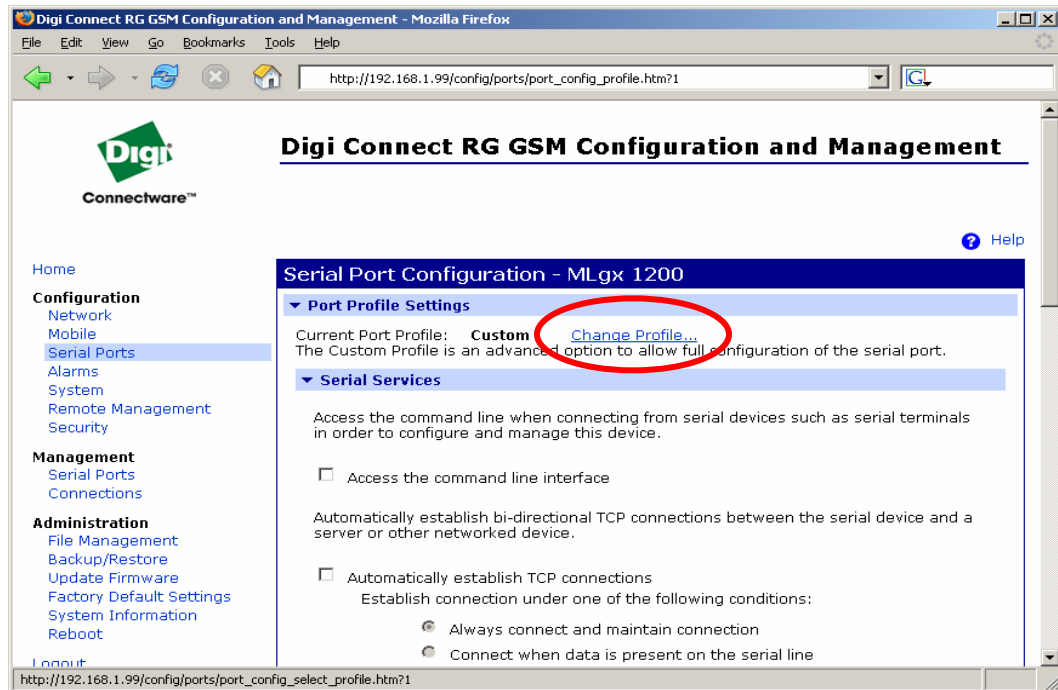 Digi Connect RG GSM Configuration and Management - Mozilla Firefox
File Edit View Go Bookmarks Tools Help
http://192.168.1.99/config/ports/port_config_profile.htm?1
G
Digi
Connectware™
Digi Connect RG GSM Configuration and Management
? Help
Home
Configuration
Network
Mobile
Serial Ports
Alarms
System
Remote Management
Security
Management
Serial Ports
Connections
Administration
File Management
Backup/Restore
Update Firmware
Factory Default Settings
System Information
Reboot
Logout
Serial Port Configuration - MLgx 1200
Port Profile Settings
Current Port Profile: Custom Change Profile...
The Custom Profile is an advanced option to allow full configuration of the serial port.
Serial Services
Access the command line when connecting from serial devices such as serial terminals
in order to configure and manage this device.
Access the command line interface
Automatically establish bi-directional TCP connections between the serial device and a
server or other networked device.
Automatically establish TCP connections
Establish connection under one of the following conditions:
Always connect and maintain connection
Connect when data is present on the serial line
http://192.168.1.99/config/ports/port_config_select_profile.htm?1